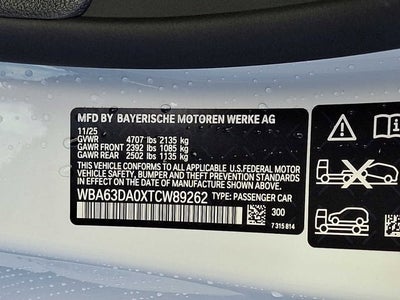 MFD BY BAYERISCHE MOTOREN WERKE AG
11/25
GVWR 4707 lbs 2135 kg
GAWR FRONT 2392 lbs 1085 kg
GAWR REAR 2502 lbs 1135 kg
THIS VEHICLE CONFORMS TO ALL APPLICABLE U.S.FEDERAL MOTOR
VEHICLE SAFETY, BUMPER, AND THEFT PREVENTION STANDARDS IN
EFFECT ON THE DATE OF MANUFACTURE SHOWN ABOVE.
WBA63DA0XTCW89262 TYPE: PASSENGER CAR
300
7 315 814